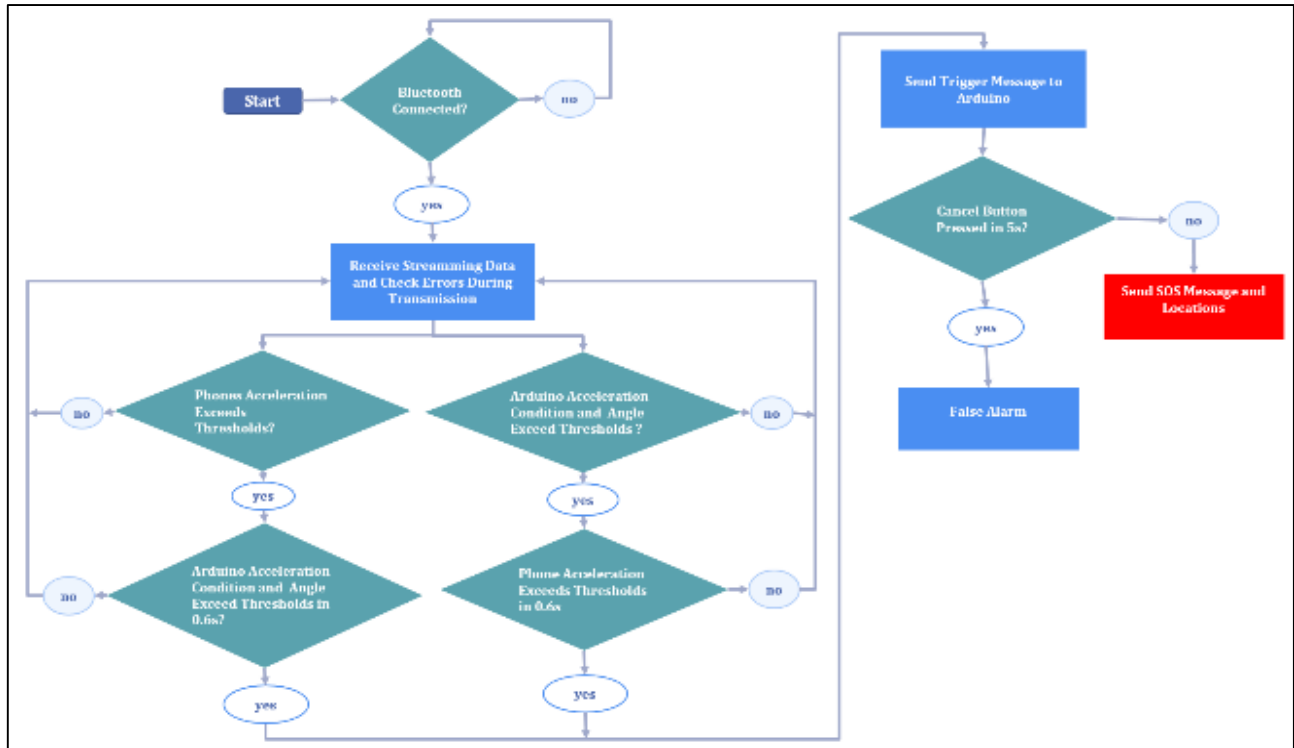 Start
Bluetooth
Connected?
no
yes
Receive Streamming Data
and Check Errors During
Transmission
Phones Acceleration
Exceeds
Thresholds?
no
yes
Arduino Acceleration
Condition and Angle
Exceed Thresholds ?
no
yes
Arduino Acceleration
Condition and Angle
Exceed Thresholds in
0.6s?
no
yes
Phone Acceleration
Exceeds Thresholds
in 0.6s
no
yes
Send Trigger Message to
Arduino
Cancel Button
Pressed in 5s?
no
Send SOS Message and
Locations
yes
False Alarm